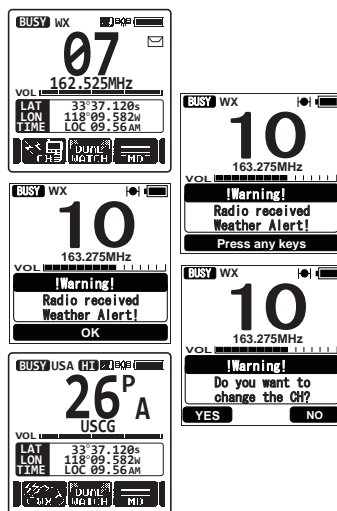 BUSY WX
07
162.525MHz
VOL
LAT 33°37.120s
LON 118°09.582w
TIME LOC 09.56AM
CH9 DUAL WATCH MD
BUSY WX
10
163.275MHz
VOL
!Warning!
Radio received
Weather Alert!
OK
BUSY USA HI
26P A
USCG
VOL
LAT 33°37.120s
LON 118°09.582w
TIME LOC 09.56AM
WX DUAL WATCH MD
BUSY WX
10
163.275MHz
VOL
!Warning!
Radio received
Weather Alert!
Press any keys
BUSY WX
10
163.275MHz
VOL
!Warning!
Do you want to
change the CH?
YES NO